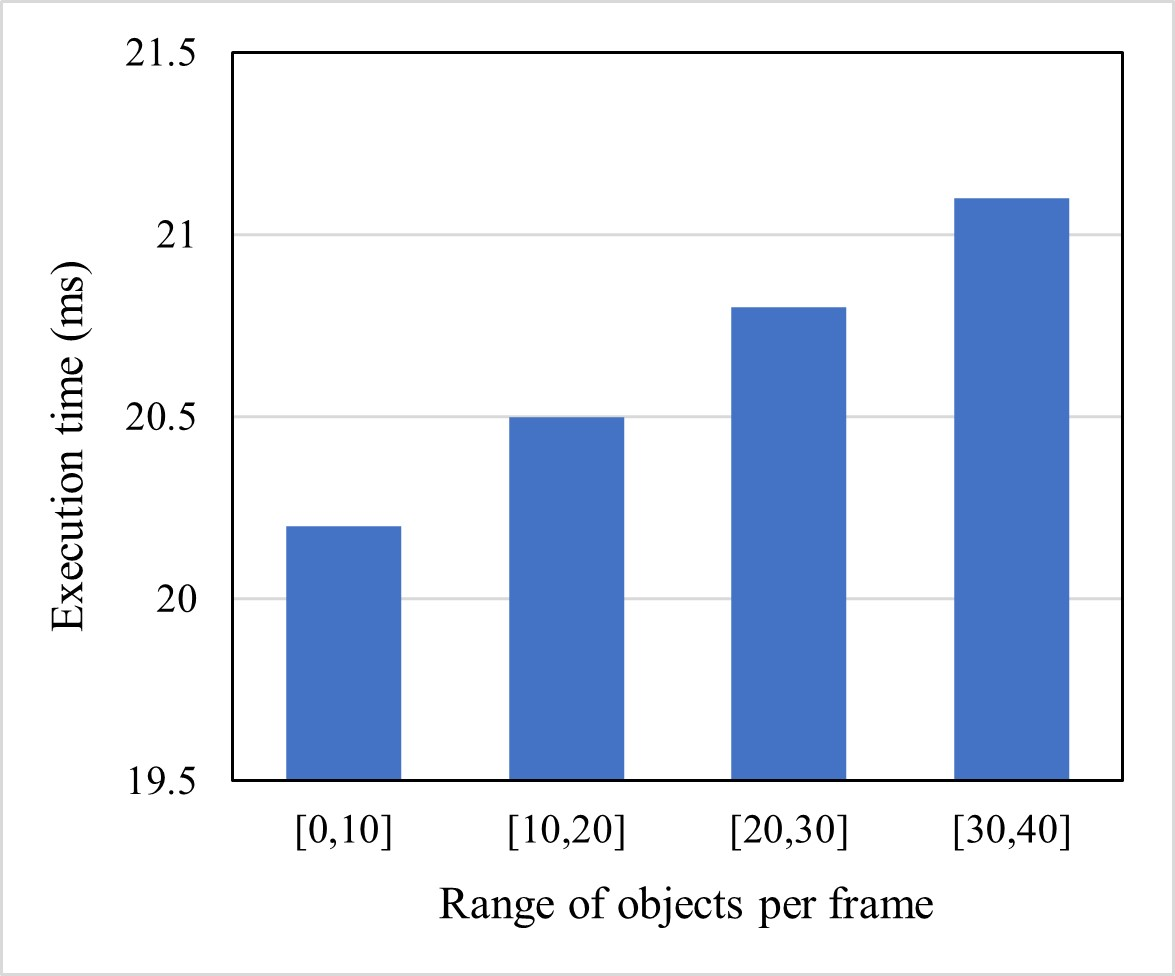 21.5
21
20.5
20
19.5
Execution time (ms)
[0,10] [10,20] [20,30] [30,40]
Range of objects per frame